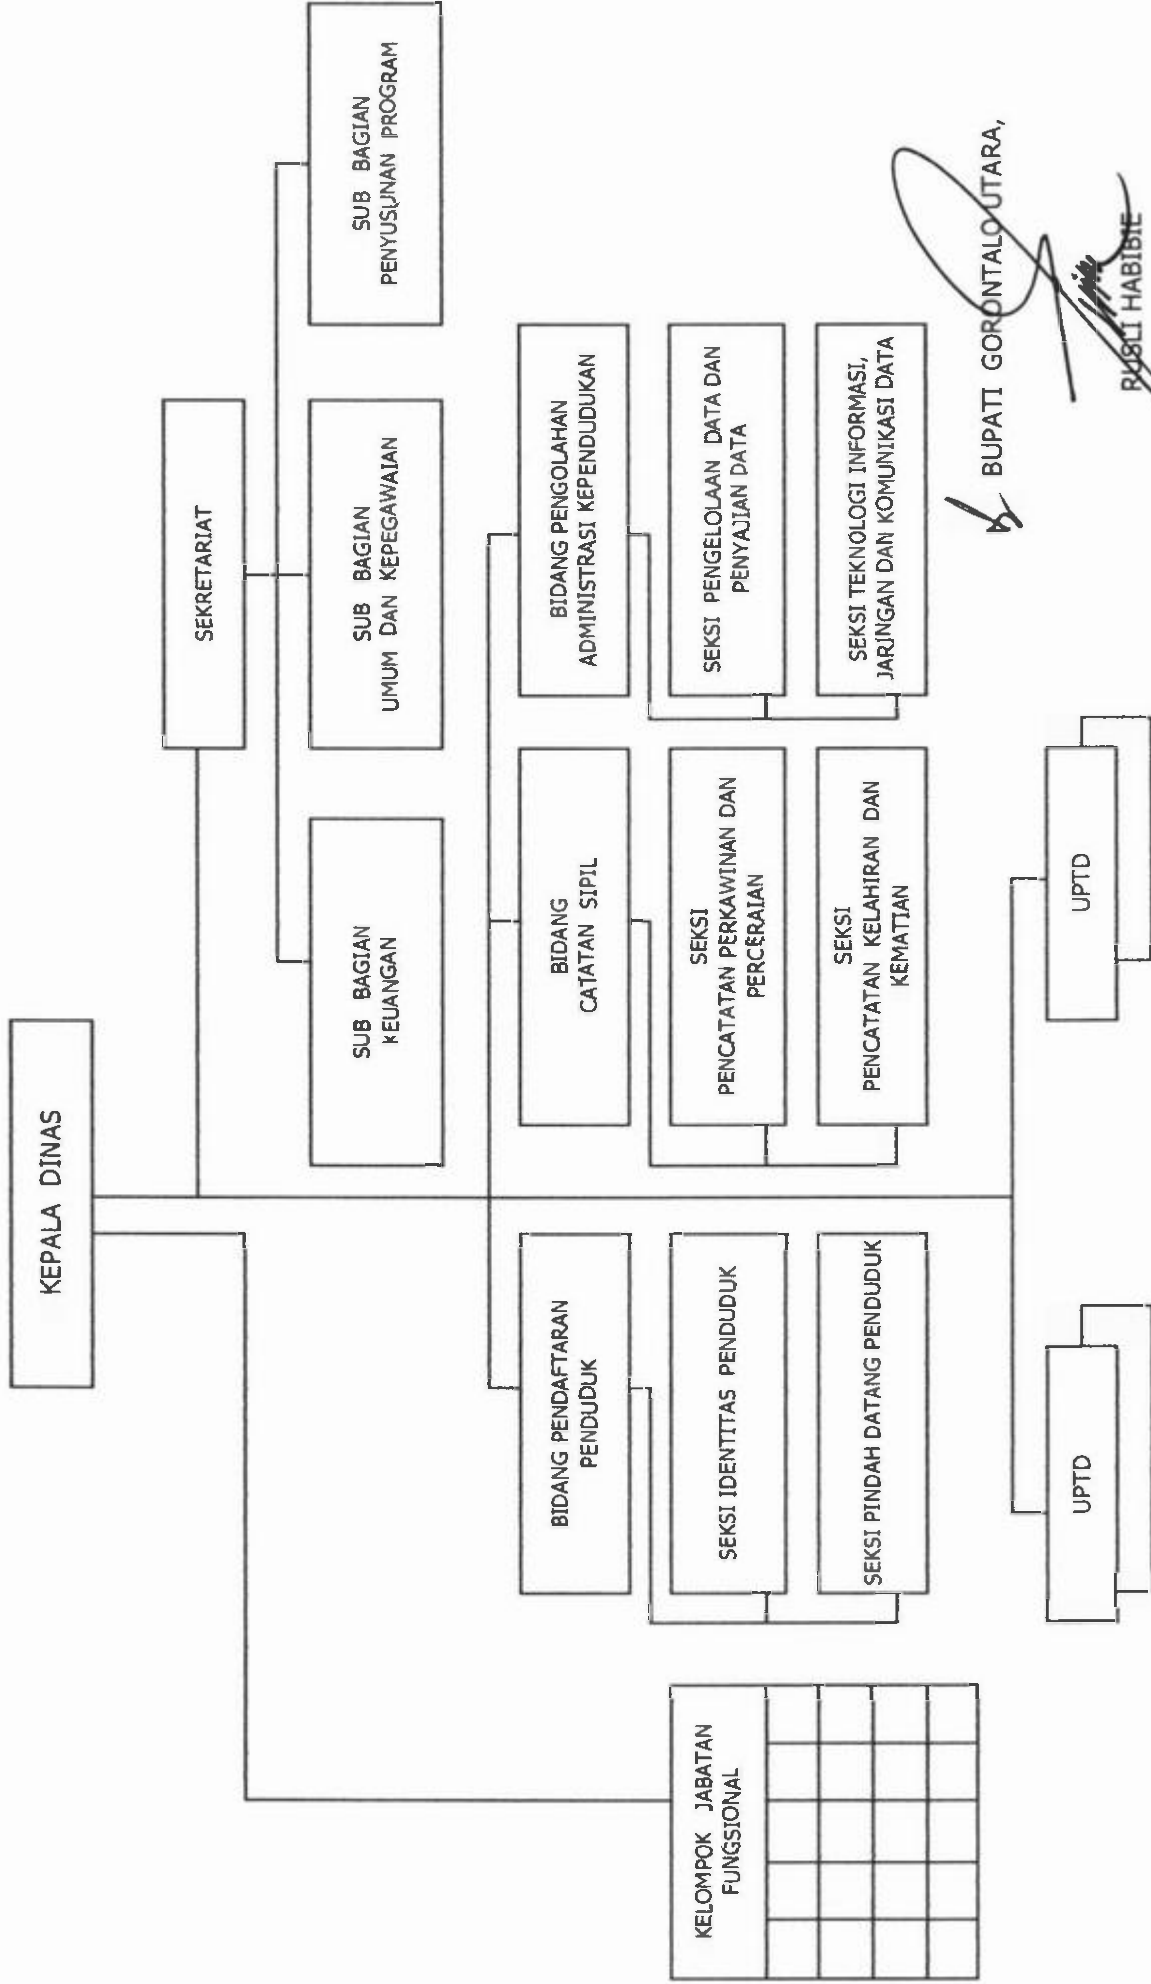 KEPALA DINAS
SEKRETARIAT
SUB BAGIAN
KEUANGAN
SUB BAGIAN
UMUM DAN KEPEGAWAIAN
SUB BAGIAN
PENYUSUNAN PROGRAM
BIDANG PENDAFTARAN
PENDUDUK
BIDANG
CATATAN SIPIL
BIDANG PENGOLAHAN
ADMINISTRASI KEPENDUDUKAN
KELOMPOK JABATAN
FUNGSIONAL
SEKSI IDENTITAS PENDUDUK
SEKSI
PENCATATAN PERKAWINAN DAN
PERCERAIAN
SEKSI PENGELOLAAN DATA DAN
PENYAJIAN DATA
SEKSI PINDAH DATANG PENDUDUK
SEKSI
PENCATATAN KELAHIRAN DAN
KEMATIAN
SEKSI TEKNOLOGI INFORMASI,
JARINGAN DAN KOMUNIKASI DATA
UPTD
UPTD
BUPATI GORONTALO UTARA,
RUSLI HABIBIE